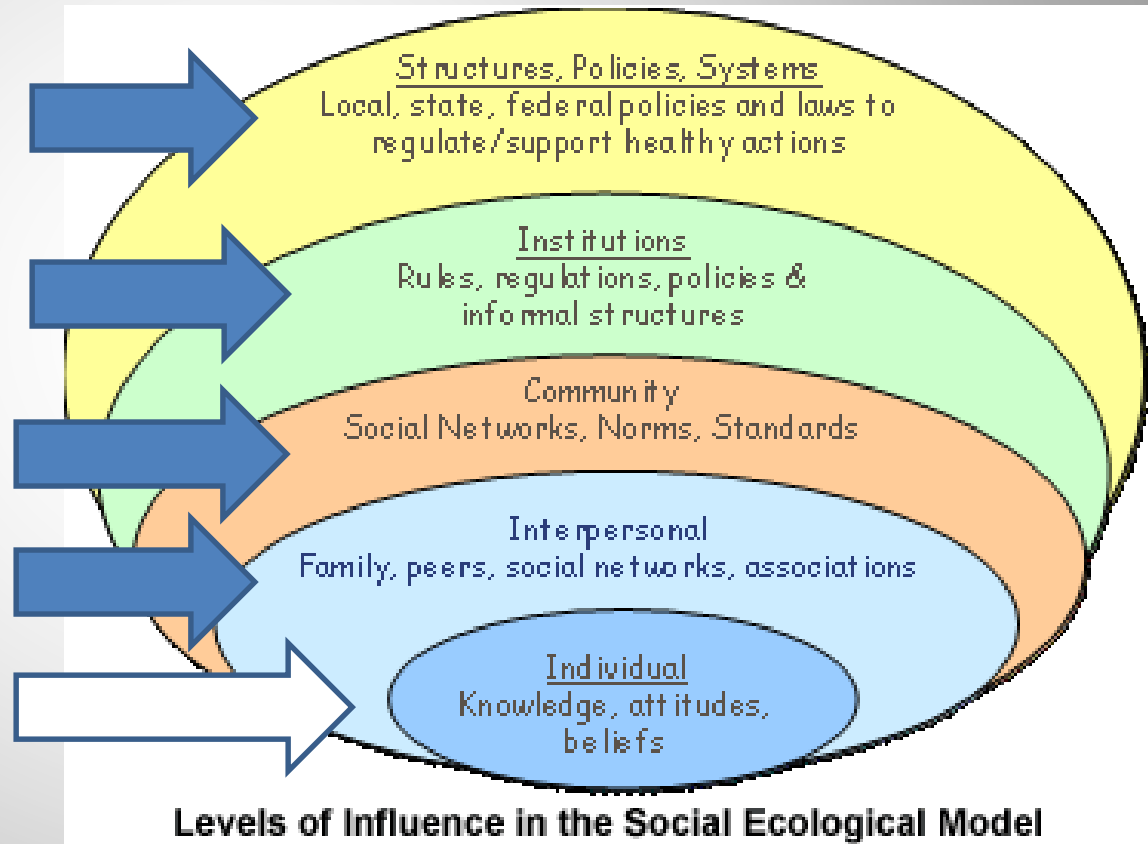 Structures, Policies, Systems
Local, state, federal policies and laws to
regulate/support healthy actions
Institutions
Rules, regulations, policies &
informal structures
Community
Social Networks, Norms, Standards
Interpersonal
Family, peers, social networks, associations
Individual
Knowledge, attitudes,
beliefs
Levels of Influence in the Social Ecological Model